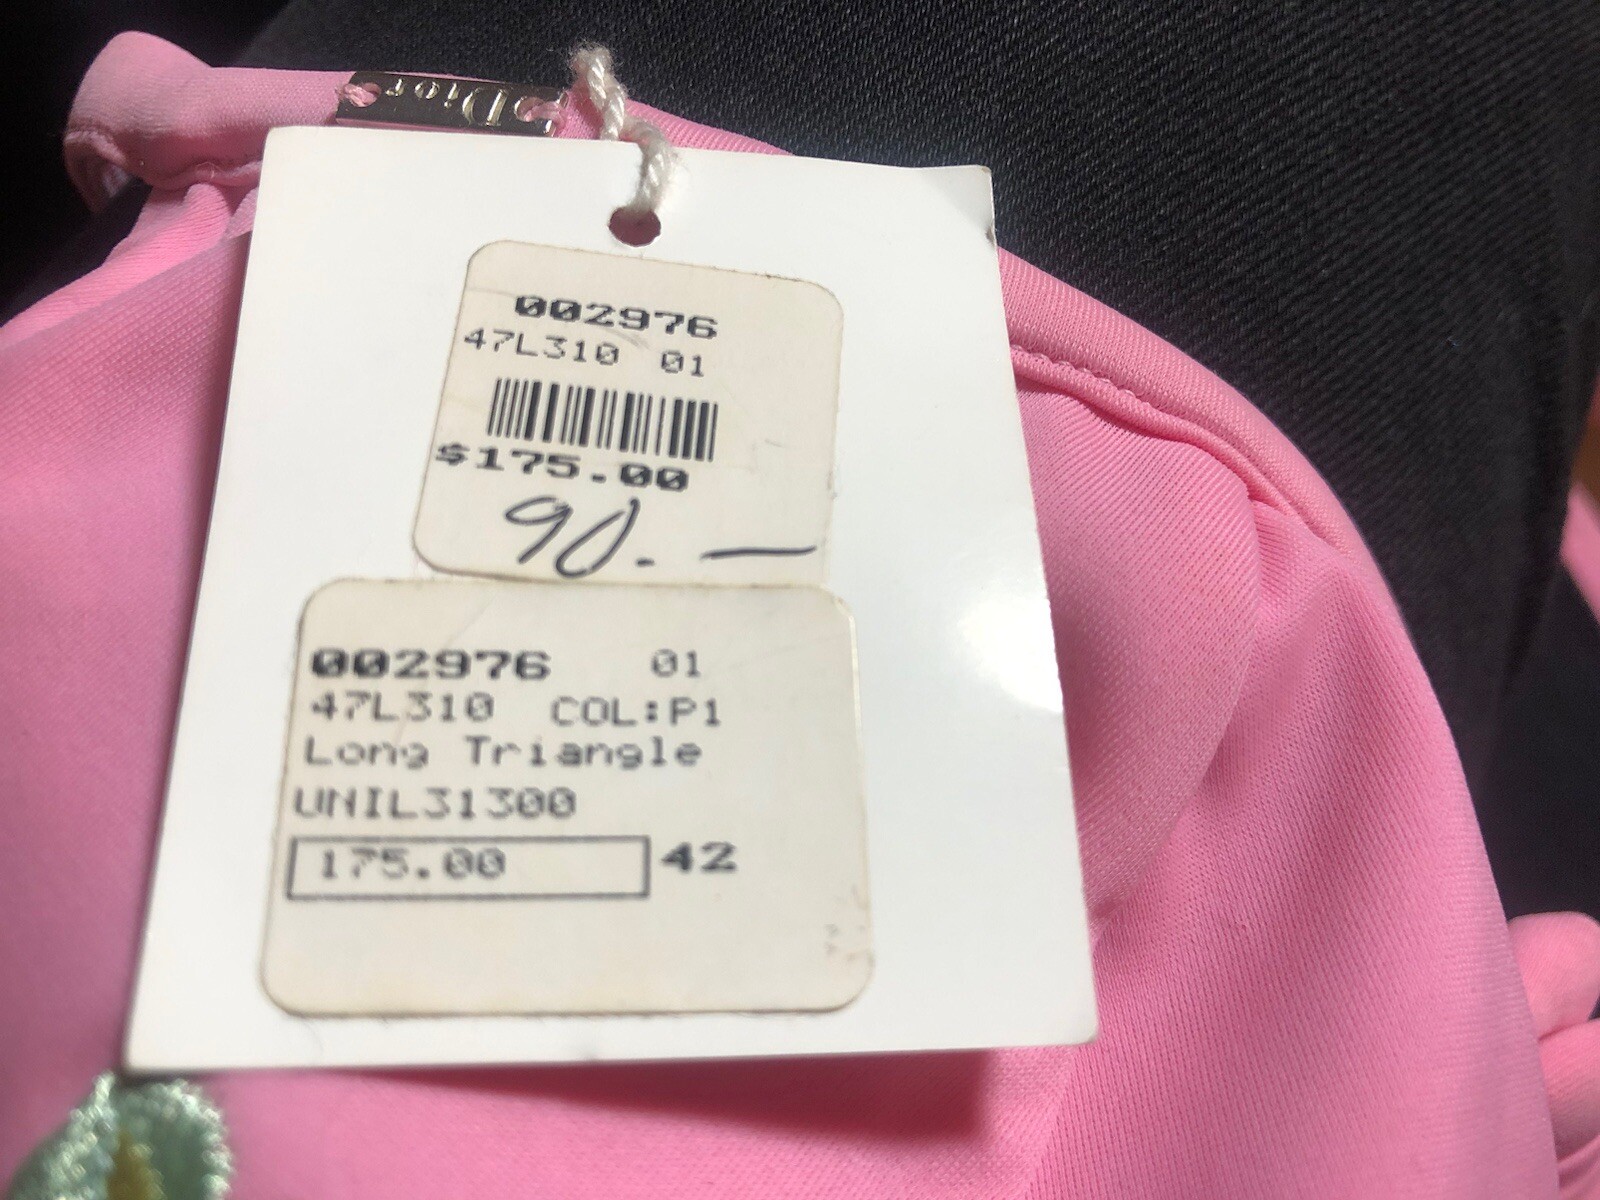 Dior
002976
47L310 01
$175.00
90.—
002976 01
47L310 COL:P1
Long Triangle
UNIL31300
175.00 42